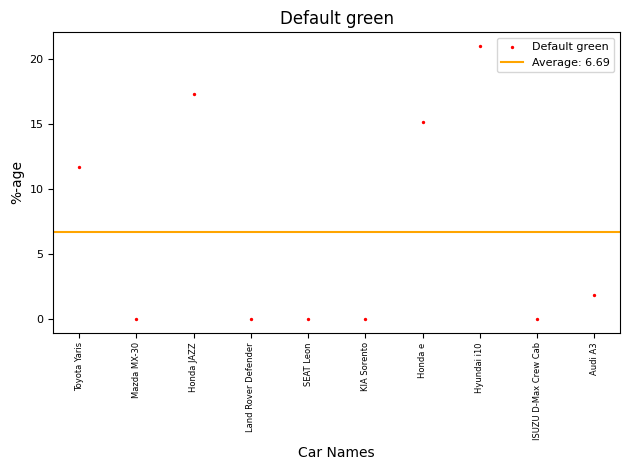 Default green
Default green
Average: 6.69
%-age
20
15
10
5
0
Toyota Yaris
Mazda MX-30
Honda JAZZ
Land Rover Defender
SEAT Leon
KIA Sorento
Honda e
Hyundai i10
ISUZU D-Max Crew Cab
Audi A3
Car Names